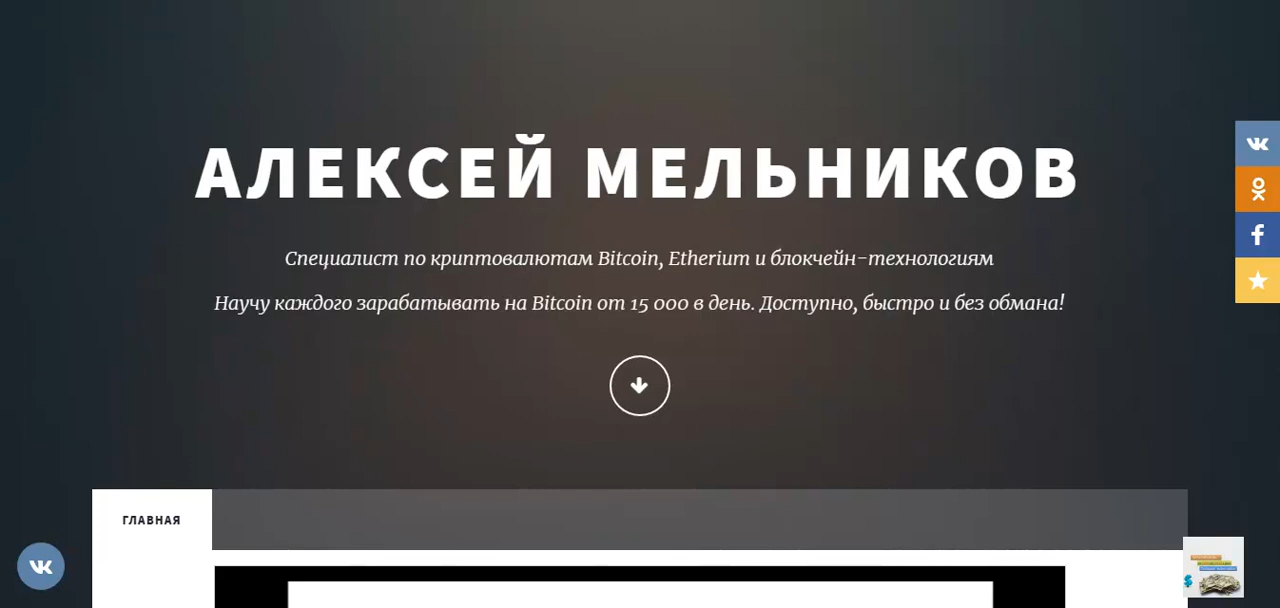 АЛЕКСЕЙ МЕЛЬНИКОВ
Специалист по криптовалютам Bitcoin, Etherium и блокчейн-технологиям
Научу каждого зарабатывать на Bitcoin от 15 000 в день. Доступно, быстро и без обмана!
ГЛАВНАЯ